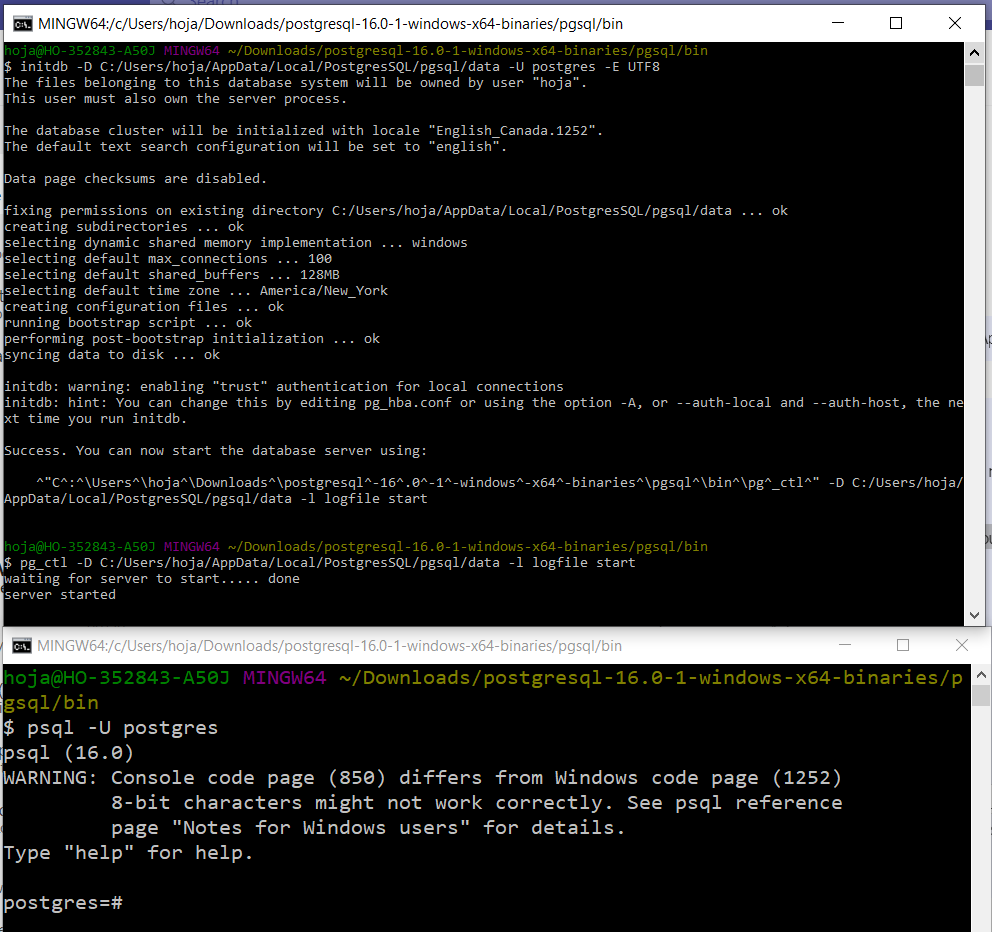 MINGW64:/c/Users/hoja/Downloads/postgresql-16.0-1-windows-x64-binaries/pgsql/bin
hoja@HO-352843-A50J MINGW64 ~/Downloads/postgresql-16.0-1-windows-x64-binaries/pgsql/bin
$ initdb -D C:/Users/hoja/AppData/Local/PostgresSQL/pgsql/data -U postgres -E UTF8
The files belonging to this database system will be owned by user "hoja".
This user must also own the server process.
The database cluster will be initialized with locale "English_Canada.1252".
The default text search configuration will be set to "english".
Data page checksums are disabled.
fixing permissions on existing directory C:/Users/hoja/AppData/Local/PostgresSQL/pgsql/data ... ok
creating subdirectories ... ok
selecting dynamic shared memory implementation ... windows
selecting default max_connections ... 100
selecting default shared_buffers ... 128MB
selecting default time zone ... America/New_York
creating configuration files ... ok
running bootstrap script ... ok
performing post-bootstrap initialization ... ok
syncing data to disk ... ok
initdb: warning: enabling "trust" authentication for local connections
initdb: hint: You can change this by editing pg_hba.conf or using the option -A, or --auth-local and --auth-host, the ne
xt time you run initdb.
Success. You can now start the database server using:
^"C^:^\Users^\hoja^\Downloads^\postgresql^-16^.0^-1^-windows^-x64^-binaries^\pgsql^\bin^\pg^_ctl^" -D C:/Users/hoja/
AppData/Local/PostgresSQL/pgsql/data -l logfile start
hoja@HO-352843-A50J MINGW64 ~/Downloads/postgresql-16.0-1-windows-x64-binaries/pgsql/bin
$ pg_ctl -D C:/Users/hoja/AppData/Local/PostgresSQL/pgsql/data -l logfile start
waiting for server to start..... done
server started
MINGW64:/c/Users/hoja/Downloads/postgresql-16.0-1-windows-x64-binaries/pgsql/bin
hoja@HO-352843-A50J MINGW64 ~/Downloads/postgresql-16.0-1-windows-x64-binaries/p
gsql/bin
$ psql -U postgres
psql (16.0)
WARNING: Console code page (850) differs from Windows code page (1252)
8-bit characters might not work correctly. See psql reference
page "Notes for Windows users" for details.
Type "help" for help.
postgres=#